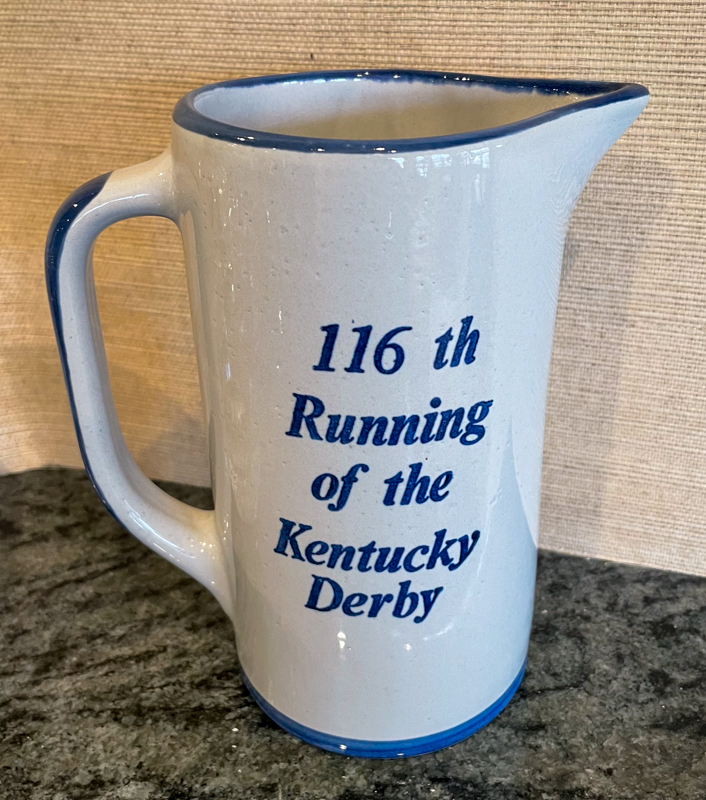 116 th
Running
of the
Kentucky
Derby